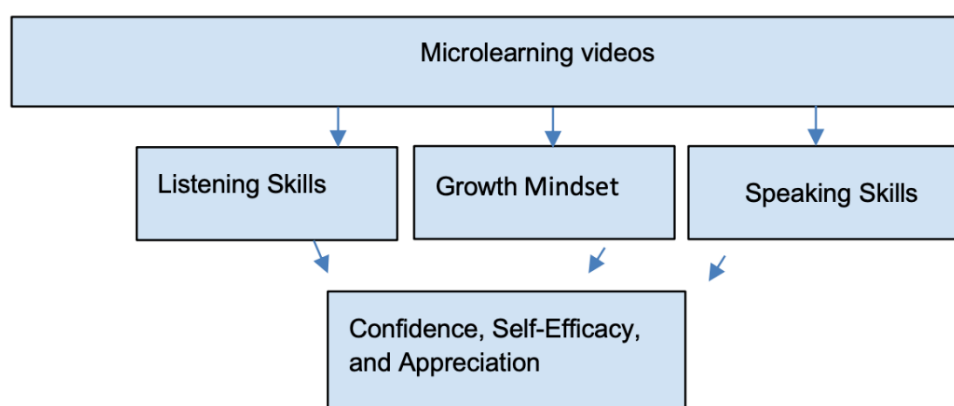 Microlearning videos
Listening Skills
Growth Mindset
Speaking Skills
Confidence, Self-Efficacy,
and Appreciation